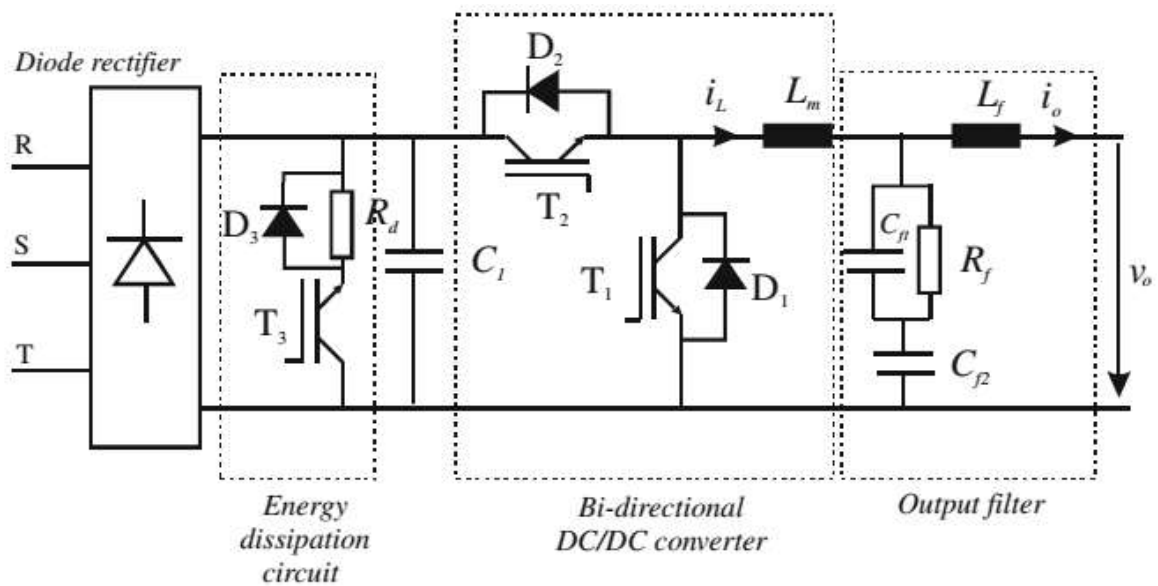 Diode rectifier
R
S
T
D3
Rd
T3
C1
D2
T2
iL
Lm
T1
D1
Lf
io
Cf1
Rf
Cf2
vo
Energy
dissipation
circuit
Bi-directional
DC/DC converter
Output filter